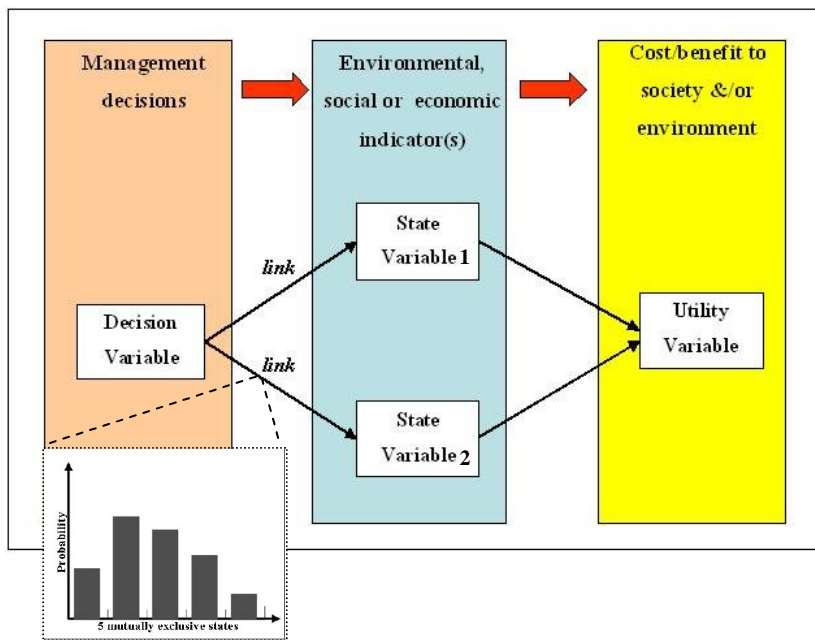 Management
decisions
Environmental,
social or economic
indicator(s)
Cost/benefit to
society &/or
environment
State
Variable 1
link
Decision
Variable
Utility
Variable
link
State
Variable 2
Probability
5 mutually exclusive states